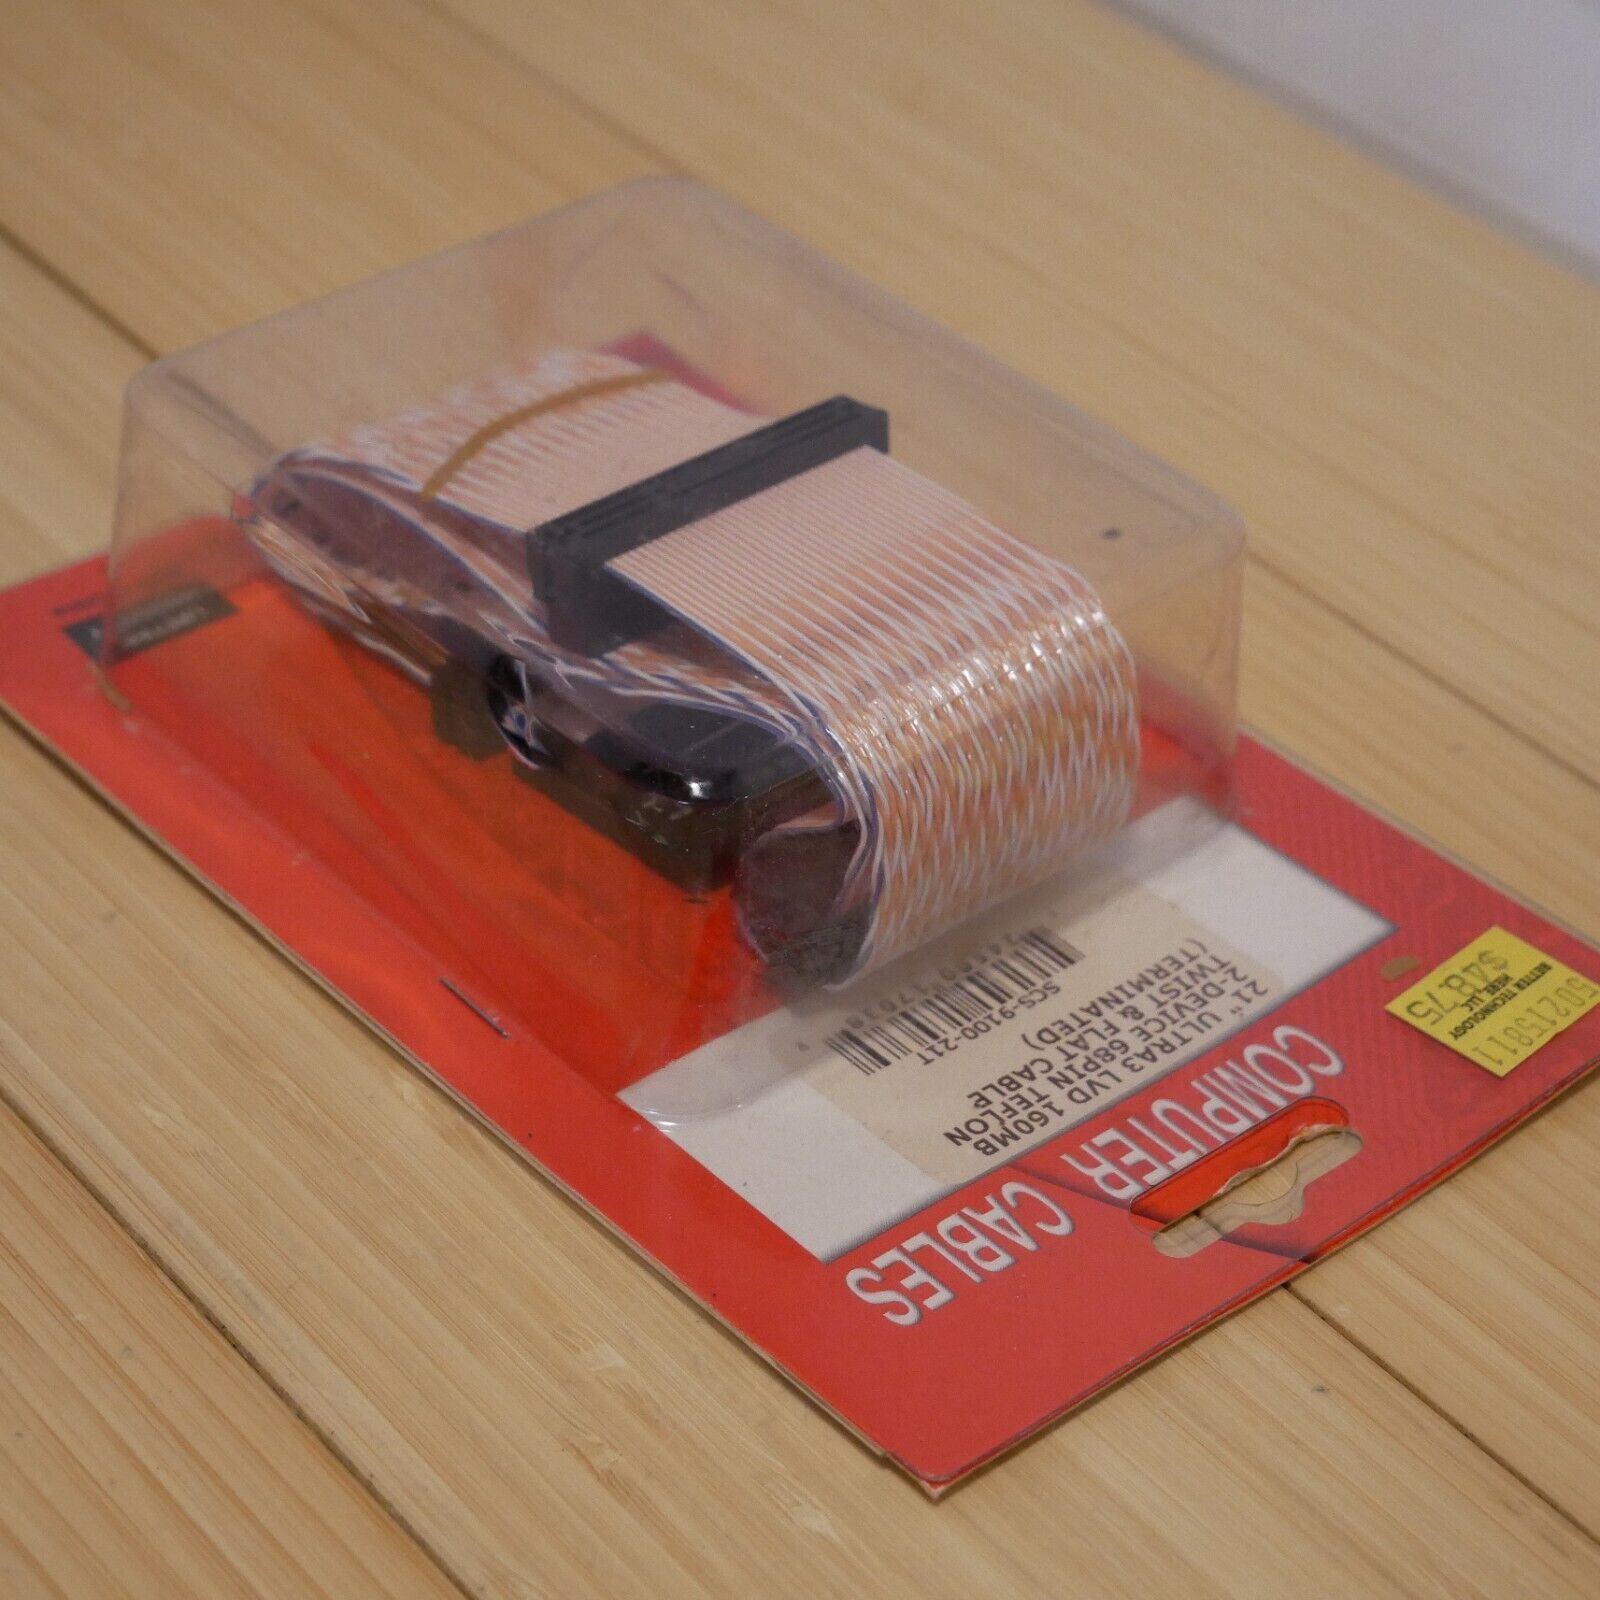 COMPUTER CABLES
21" ULTRA3 LVD 160MB
2-DEVICE 68PIN TEFLON
TWIST & FLAT CABLE
(TERMINATED)
SCS-9100-21T
50215811
BETTER TECHNOLOGY
HERE LLC
$48.75